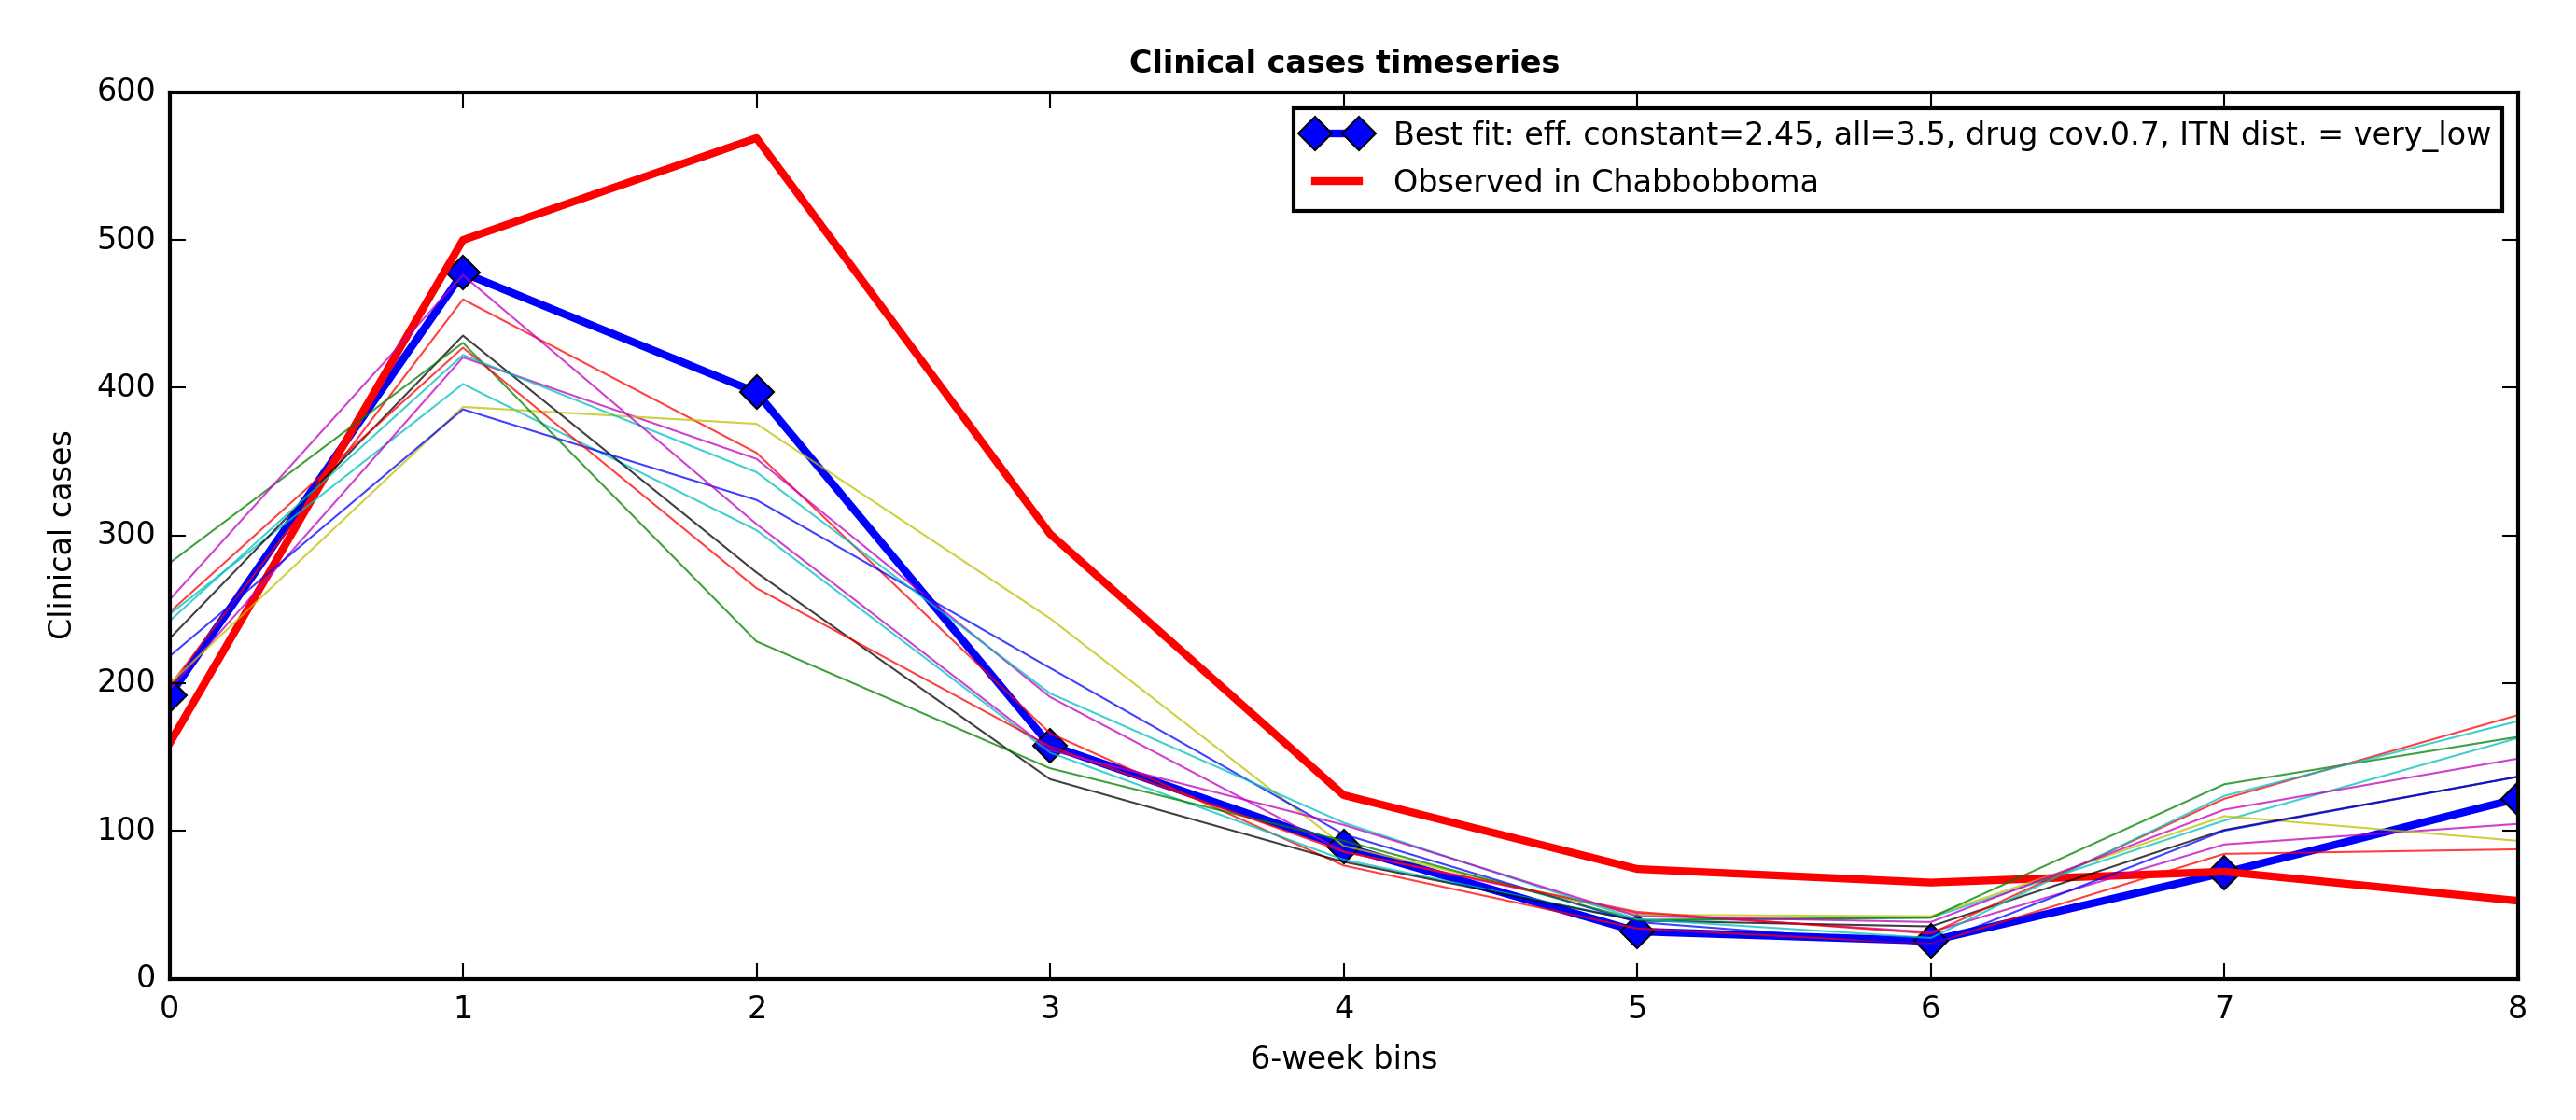 Clinical cases timeseries
600
500
400
300
200
100
0
Clinical cases
Best fit: eff. constant=2.45, all=3.5, drug cov.0.7, ITN dist. = very_low
Observed in Chabbobboma
0 1 2 3 4 5 6 7 8
6-week bins